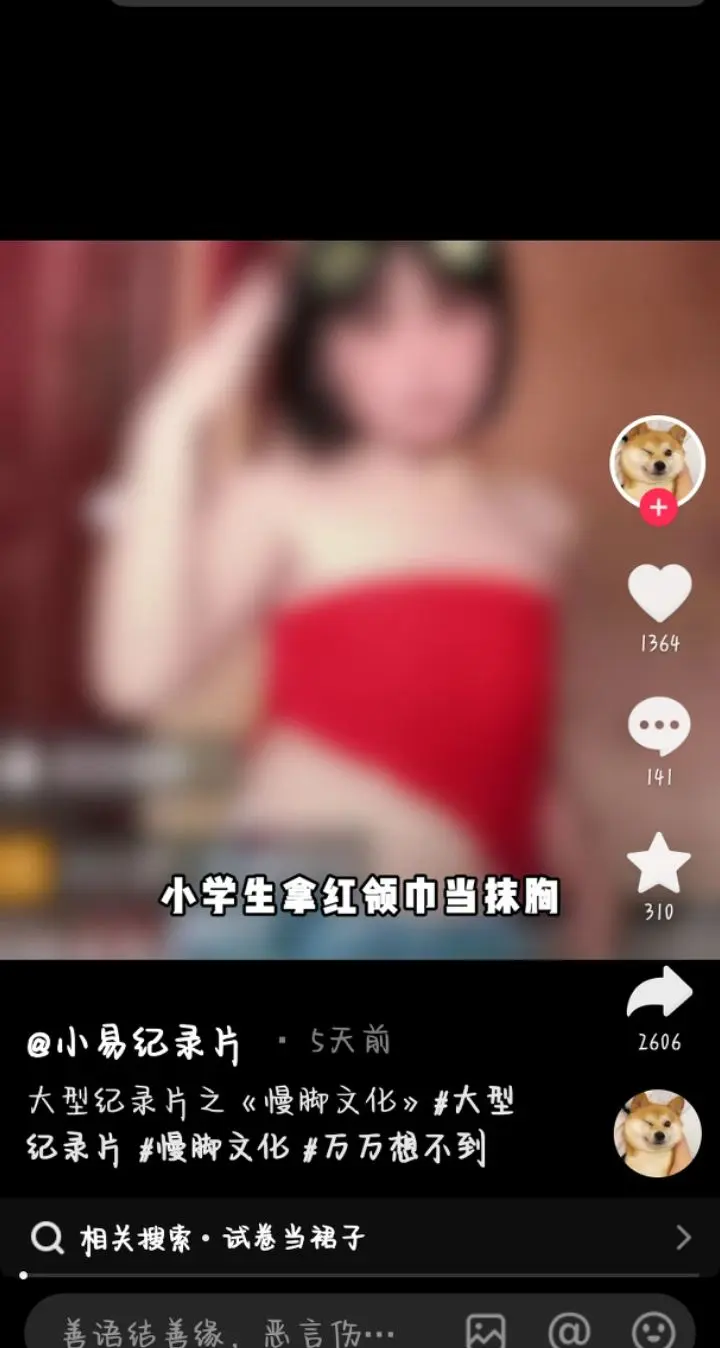 小学生拿红领巾当抹胸
1364
141
310
2606
@小易纪录片 · 5天前
大型纪录片之《慢脚文化》#大型
纪录片 #慢脚文化 #万万想不到
相关搜索·试卷当裙子
善语结善缘，恶言伤…